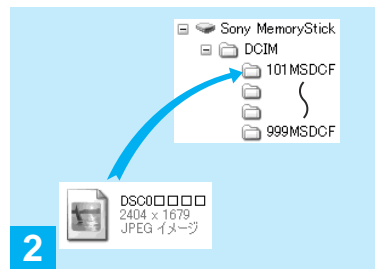 Sony MemoryStick
DCIM
101MSDCF
999MSDCF
DSC0□□□□
2404 x 1679
JPEG イメージ
2